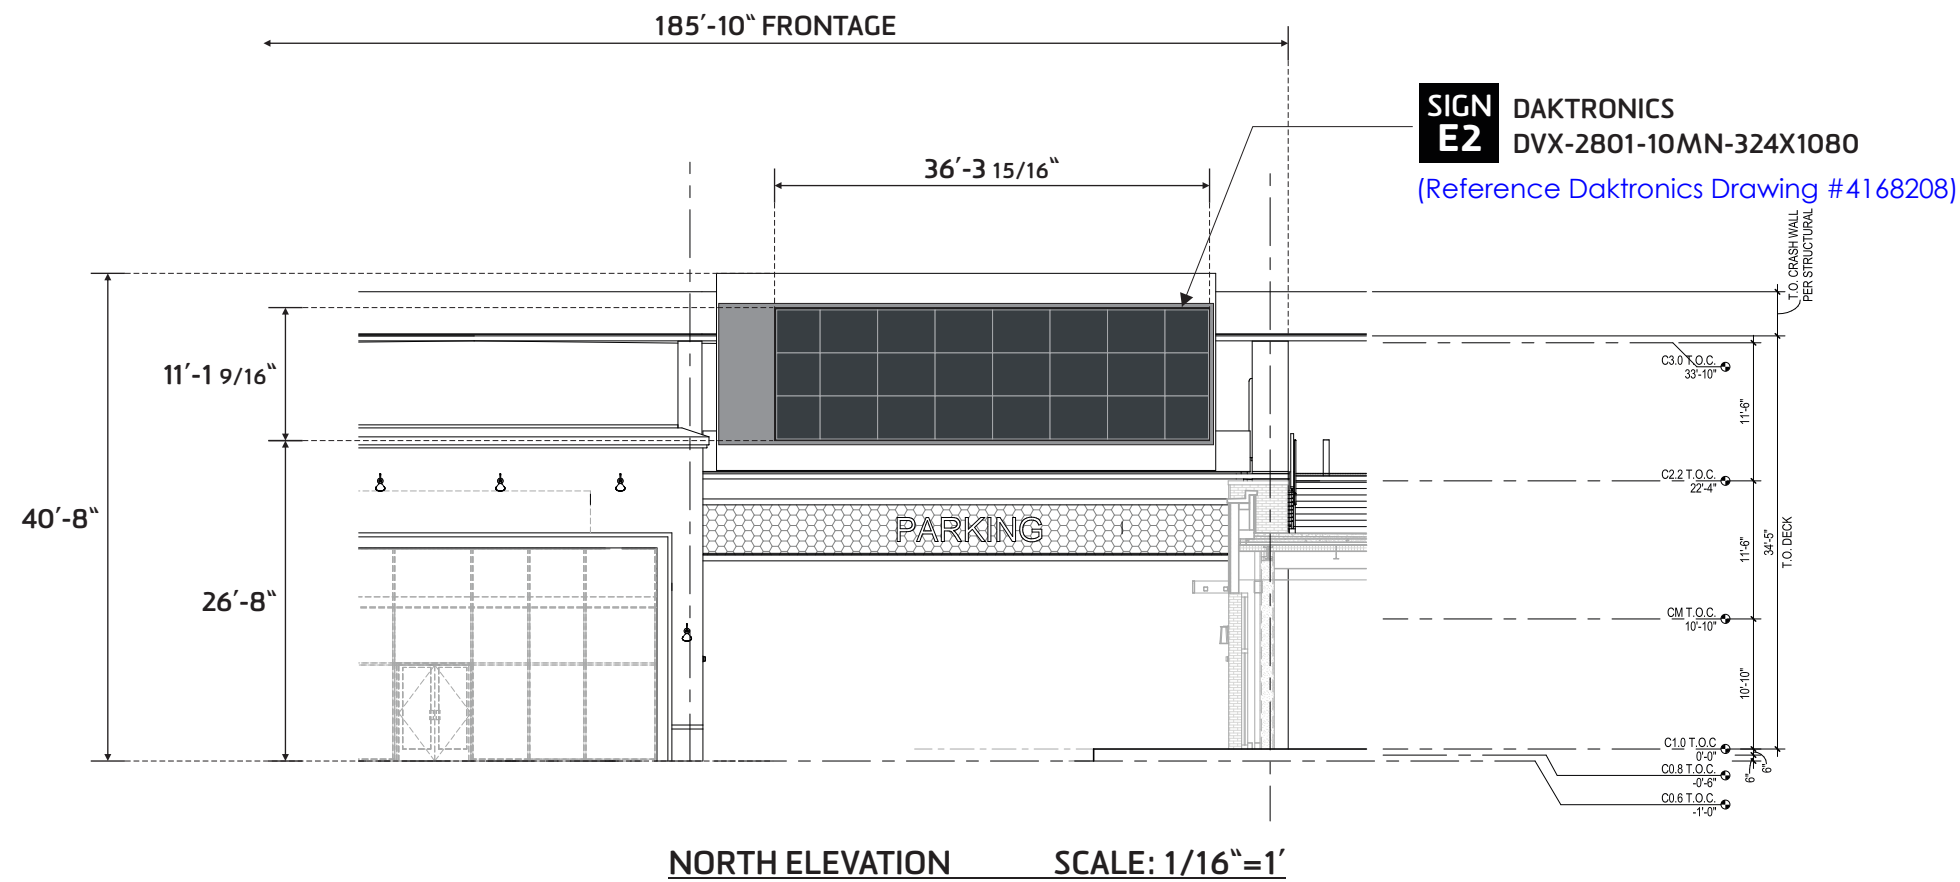 185′-10“ FRONTAGE
SIGN
E2
DAKTRONICS
DVX-2801-10MN-324X1080
(Reference Daktronics Drawing #4168208)
36′-3 15/16“
T.O. CRASH WALL
PER STRUCTURAL
11′-1 9/16“
40′-8“
26′-8“
PARKING
C3.0 T.O.C.
33'-10"
11'-6"
C2.2 T.O.C.
22'-4"
11'-6"
34'-5"
T.O. DECK
CM T.O.C.
10'-10"
10'-10"
C1.0 T.O.C
0'-0"
6"
6"
C0.8 T.O.C.
-0'-6"
C0.6 T.O.C.
-1'-0"
NORTH ELEVATION SCALE: 1/16“=1′